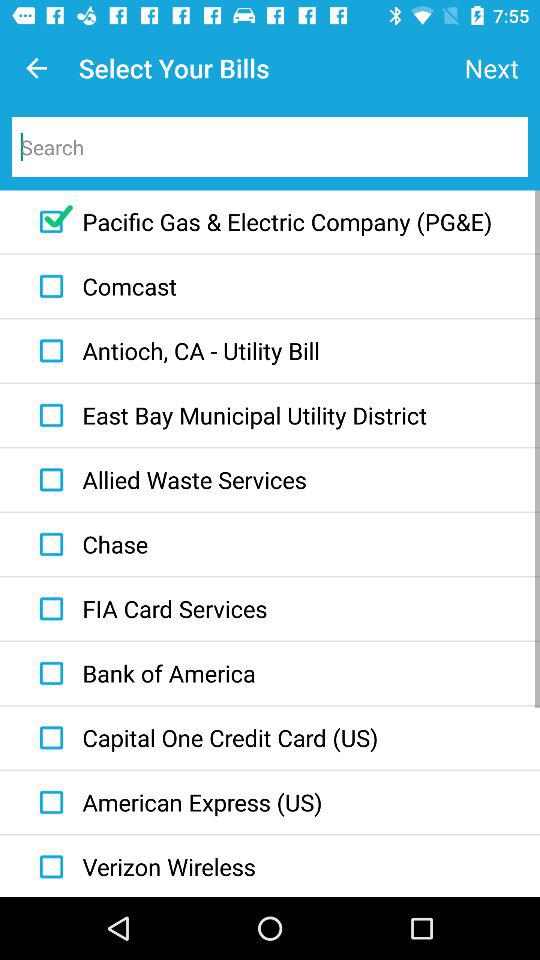 7:55
Select Your Bills
Next
Search
Pacific Gas & Electric Company (PG&E)
Comcast
Antioch, CA - Utility Bill
East Bay Municipal Utility District
Allied Waste Services
Chase
FIA Card Services
Bank of America
Capital One Credit Card (US)
American Express (US)
Verizon Wireless